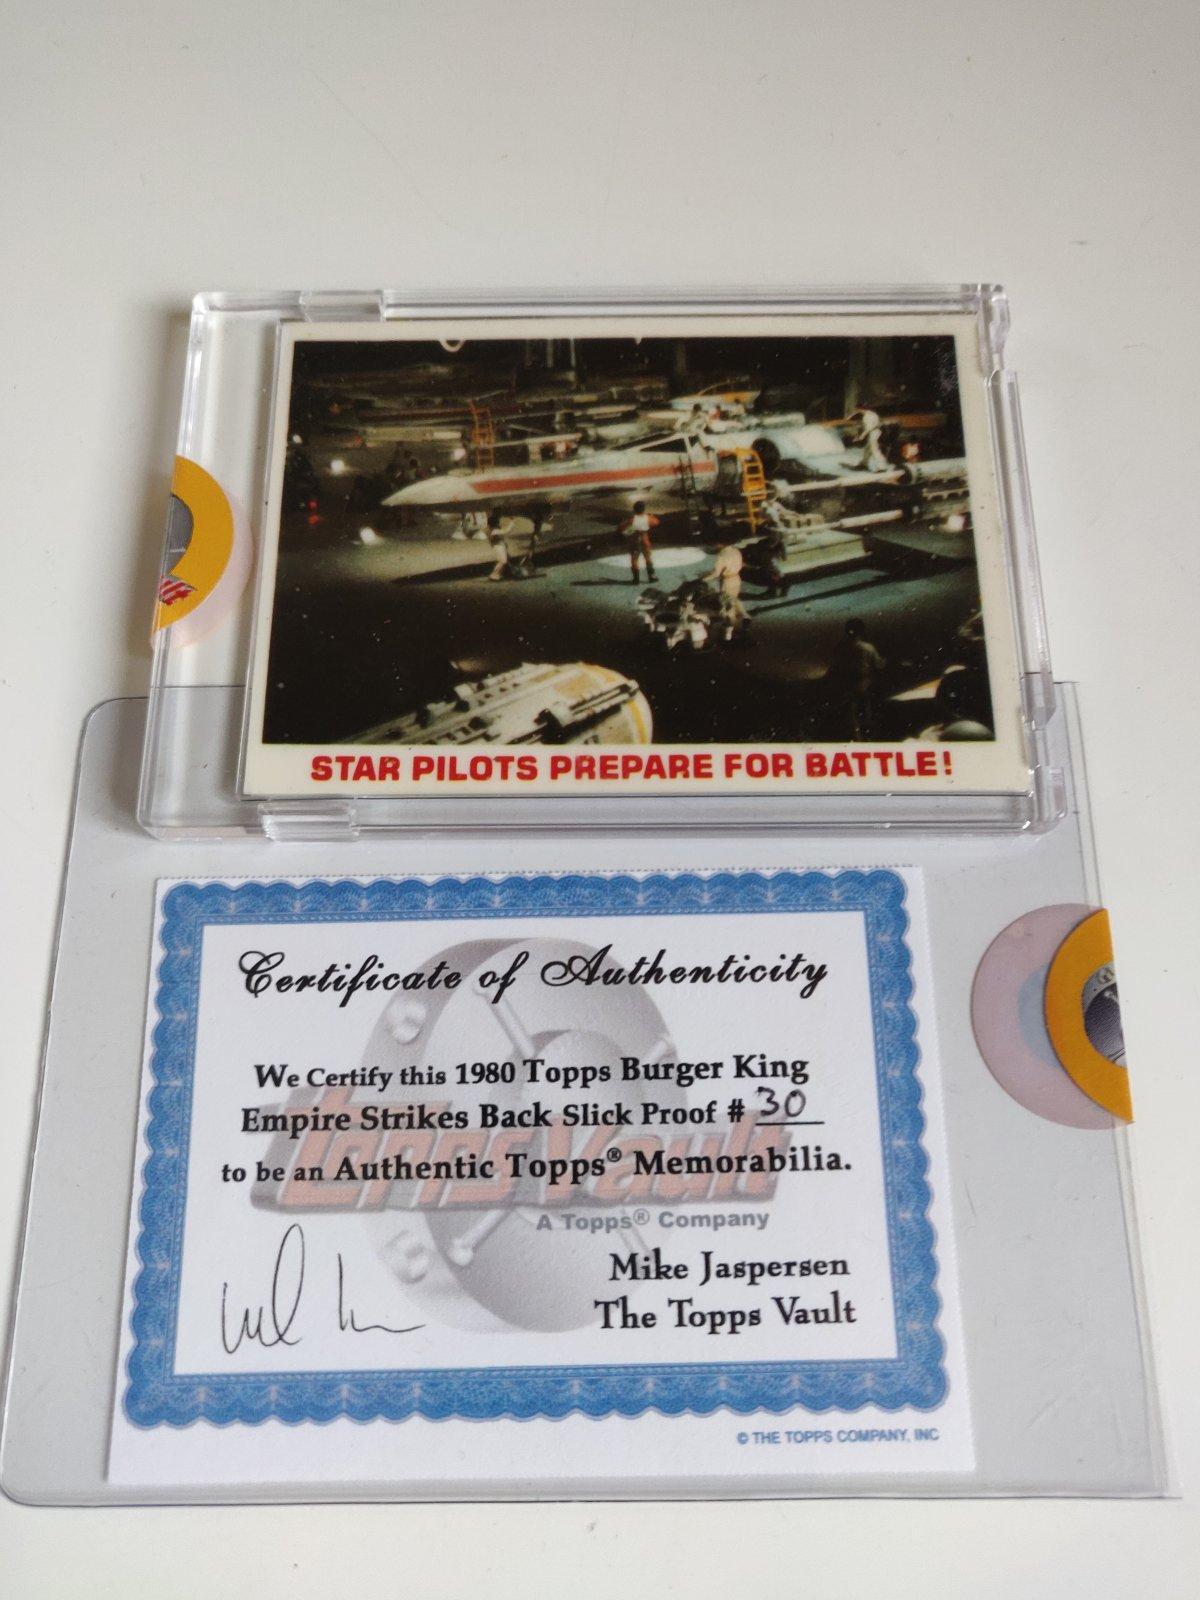 STAR PILOTS PREPARE FOR BATTLE!
Certificate of Authenticity
We Certify this 1980 Topps Burger King
Empire Strikes Back Slick Proof # 30
to be an Authentic Topps® Memorabilia.
Topps Vault
A Topps® Company
Mike Jaspersen
The Topps Vault
© THE TOPPS COMPANY, INC